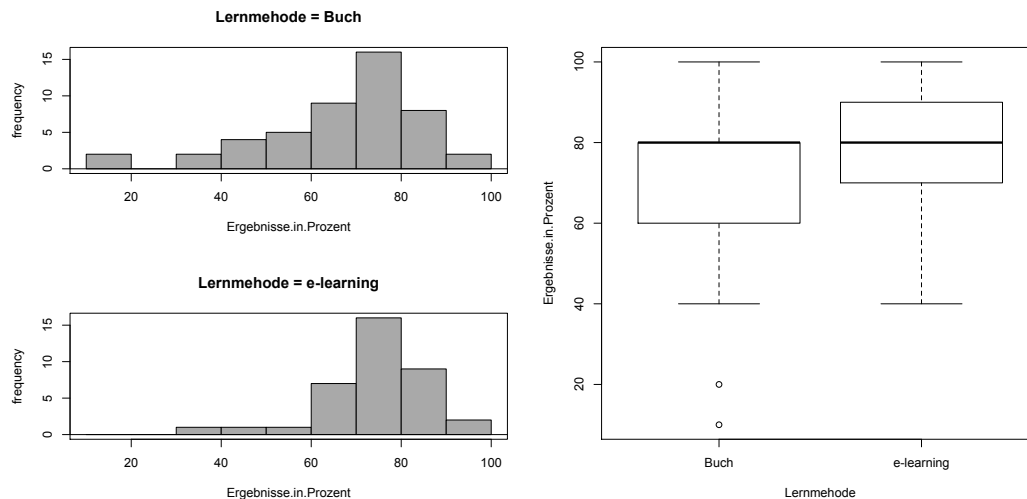 Lernmehode = Buch
frequency
15
10
5
0
20 40 60 80 100
Ergebnisse.in.Prozent
Lernmehode = e-learning
frequency
15
10
5
0
20 40 60 80 100
Ergebnisse.in.Prozent
Ergebnisse.in.Prozent
100
80
60
40
20
Buch e-learning
Lernmehode